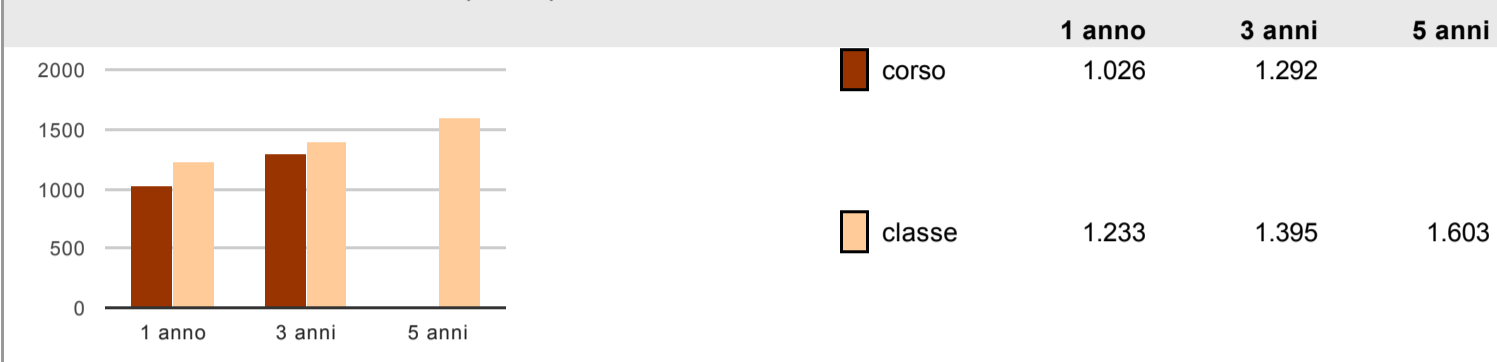 1 anno 3 anni 5 anni
2000
1500
1000
500
0
1 anno 3 anni 5 anni
corso 1.026 1.292
classe 1.233 1.395 1.603